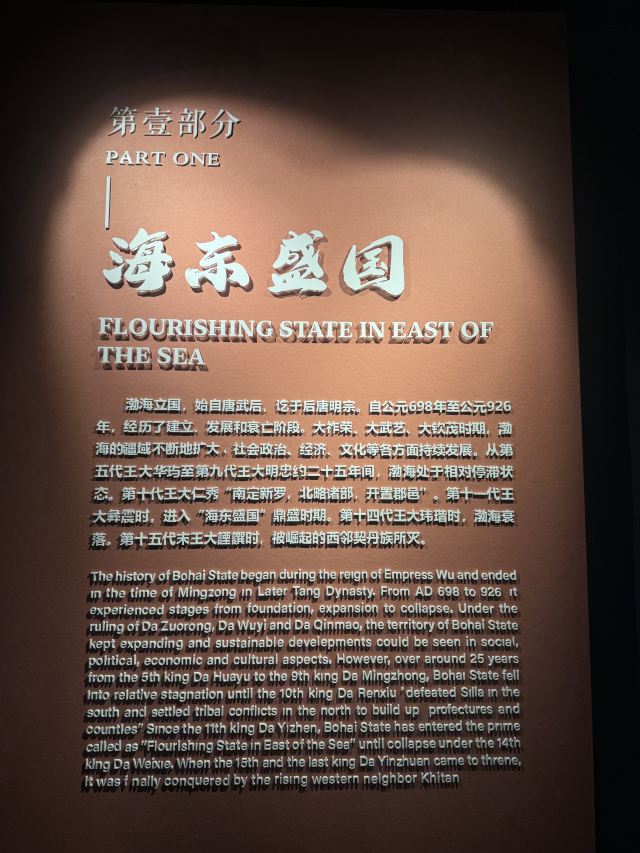 第壹部分
PART ONE
海东盛国
FLOURISHING STATE IN EAST OF
THE SEA
渤海立国，始自唐武后，讫于后唐明宗。自公元698年至公元926
年，经历了建立、发展和衰亡阶段。大祚荣、大武艺、大钦茂时期，渤
海的疆域不断地扩大，社会政治、经济、文化等各方面持续发展。从第
五代王大华玙至第九代王大明忠约二十五年间，渤海处于相对停滞状
态。第十代王大仁秀“南定新罗，北略诸部，开置郡邑”。第十一代王
大彝震时，进入“海东盛国”鼎盛时期。第十四代王大玮瑎时，渤海衰
落。第十五代末王大諲譔时，被崛起的西邻契丹族所灭。
The history of Bohai State began during the reign of Empress Wu and ended
in the time of Mingzong in Later Tang Dynasty. From AD 698 to 926 it
experienced stages from foundation, expansion to collapse. Under the
ruling of Da Zuorong, Da Wuyi and Da Qinmao, the territory of Bohai State
kept expanding and sustainable developments could be seen in social,
political, economic and cultural aspects. However, over around 25 years
from the 5th king Da Huayu to the 9th king Da Mingzhong, Bohai State fell
into relative stagnation until the 10th king Da Renxiu "defeated Silla in the
south and settled tribal conflicts in the north to build up prefectures and
counties" Since the 11th king Da Yizhen, Bohai State has entered the prime
called as "Flourishing State in East of the Sea" until collapse under the 14th
king Da Weixie. When the 15th and the last king Da Yinzhuan came to throne,
it was finally conquered by the rising western neighbor Khitan